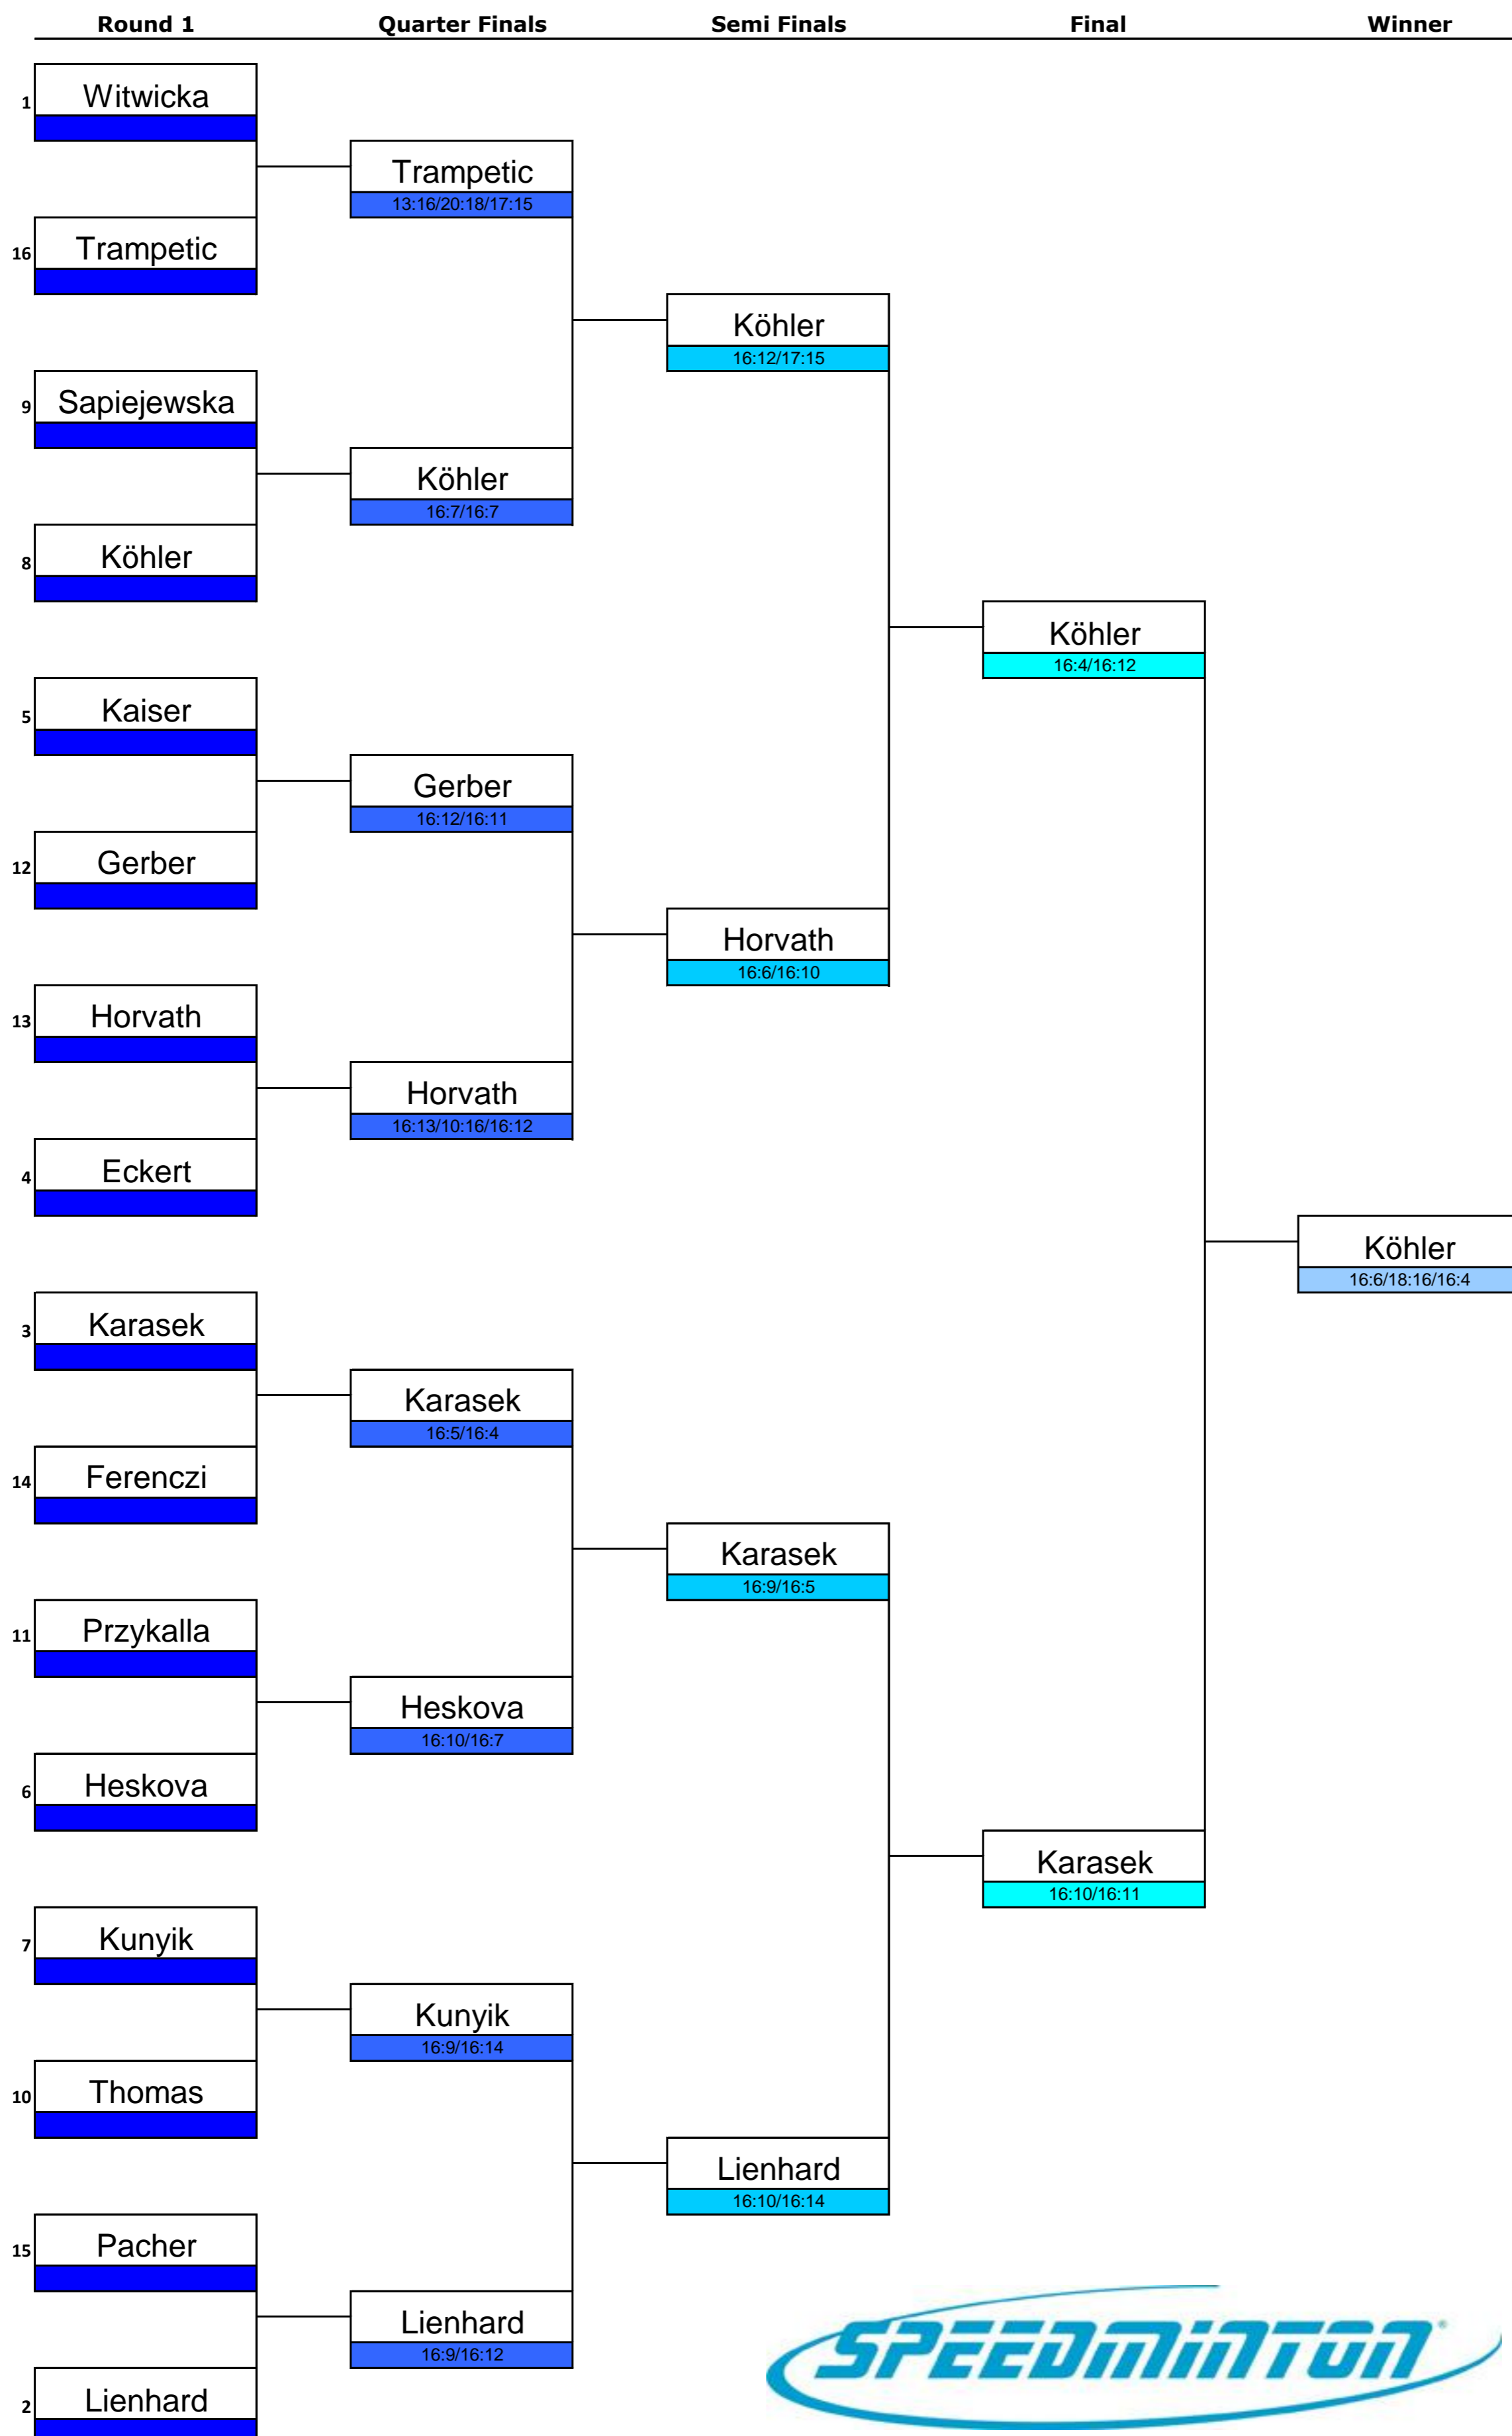 Round 1 Quarter Finals Semi Finals Final Winner
1 Witwicka
Trampetic
13:16/20:18/17:15
16 Trampetic
Köhler
16:12/17:15
9 Sapiejewska
Köhler
16:7/16:7
8 Köhler
Köhler
16:4/16:12
5 Kaiser
Gerber
16:12/16:11
12 Gerber
Horvath
16:6/16:10
13 Horvath
Horvath
16:13/10:16/16:12
4 Eckert
Köhler
16:6/18:16/16:4
3 Karasek
Karasek
16:5/16:4
14 Ferenczi
Karasek
16:9/16:5
11 Przykalla
Heskova
16:10/16:7
6 Heskova
Karasek
16:10/16:11
7 Kunyik
Kunyik
16:9/16:14
10 Thomas
Lienhard
16:10/16:14
15 Pacher
Lienhard
16:9/16:12
2 Lienhard
SPEEDMINTON®